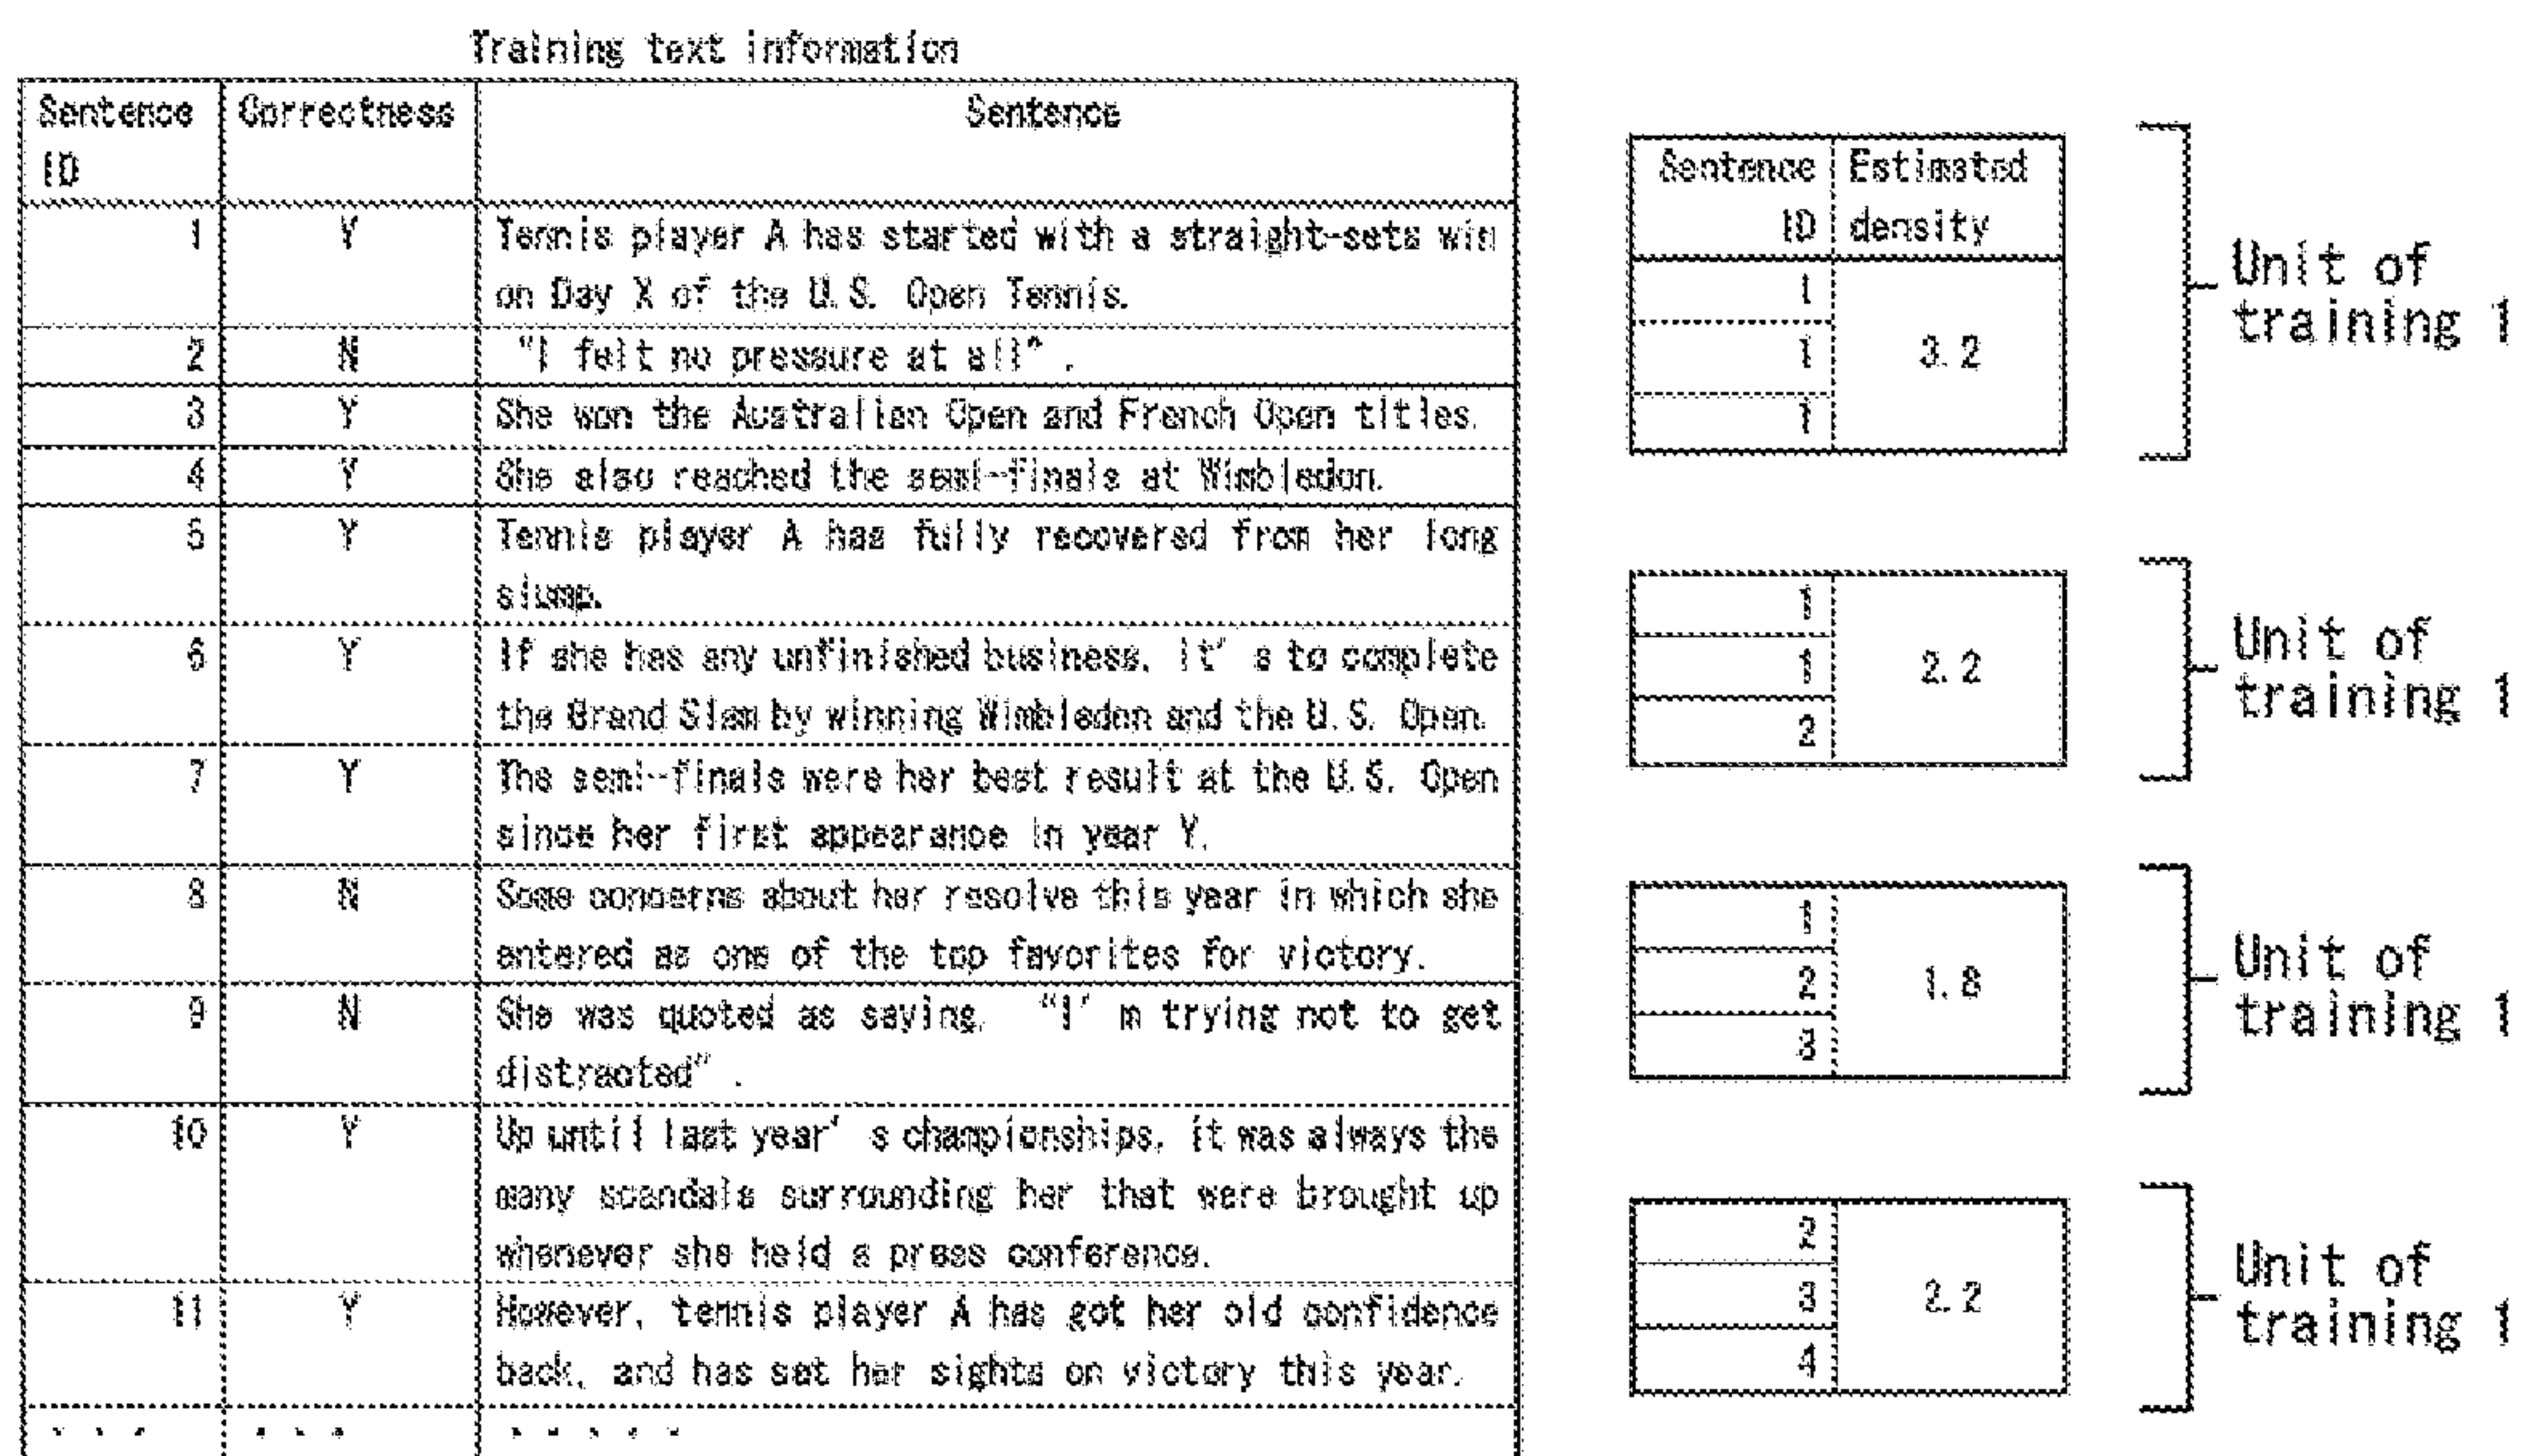 Training text information
Sentence ID
Correctness
Sentence
1 Y Tennis player A has started with a straight-sets win
on Day X of the U.S. Open Tennis.
2 N "I felt no pressure at all" .
3 Y She won the Australian Open and French Open titles.
4 Y She also reached the semi-finals at Wimbledon.
5 Y Tennis player A has fully recovered from her long
slump.
6 Y If she has any unfinished business, it's to complete
the Grand Slam by winning Wimbledon and the U.S. Open.
7 Y The semi-finals were her best result at the U.S. Open
since her first appearance in year Y.
8 N Some concerns about her resolve this year in which she
entered as one of the top favorites for victory.
9 N She was quoted as saying, "I'm trying not to get
distracted" .
10 Y Up until last year's championships, it was always the
many scandals surrounding her that were brought up
whenever she held a press conference.
11 Y However, tennis player A has got her old confidence
back, and has set her sights on victory this year.
. . . . . . . . . . .
Sentence ID
Estimated density
1
1
1
3.2
Unit of
training 1
1
1
2
2.2
Unit of
training 1
1
2
3
1.8
Unit of
training 1
2
3
4
2.2
Unit of
training 1